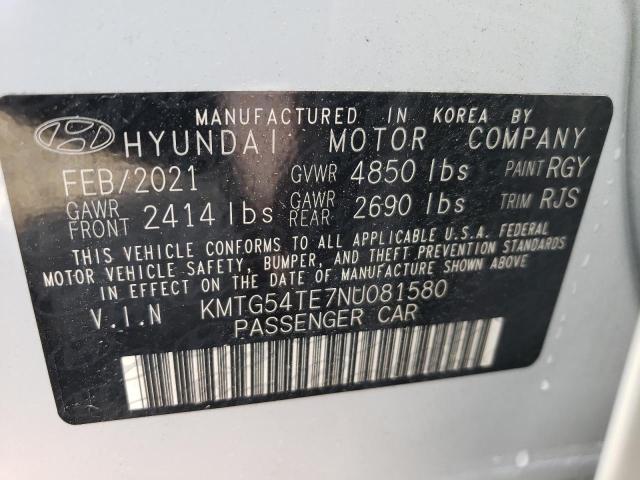 MANUFACTURED IN KOREA BY
HYUNDAI MOTOR COMPANY
FEB/2021 GVWR 4850 lbs PAINT RGY
GAWR FRONT 2414 lbs GAWR REAR 2690 lbs TRIM RJS
THIS VEHICLE CONFORMS TO ALL APPLICABLE U.S.A. FEDERAL
MOTOR VEHICLE SAFETY, BUMPER, AND THEFT PREVENTION STANDARDS
IN EFFECT ON THE DATE OF MANUFACTURE SHOWN ABOVE.
V.I.N KMTG54TE7NU081580
PASSENGER CAR